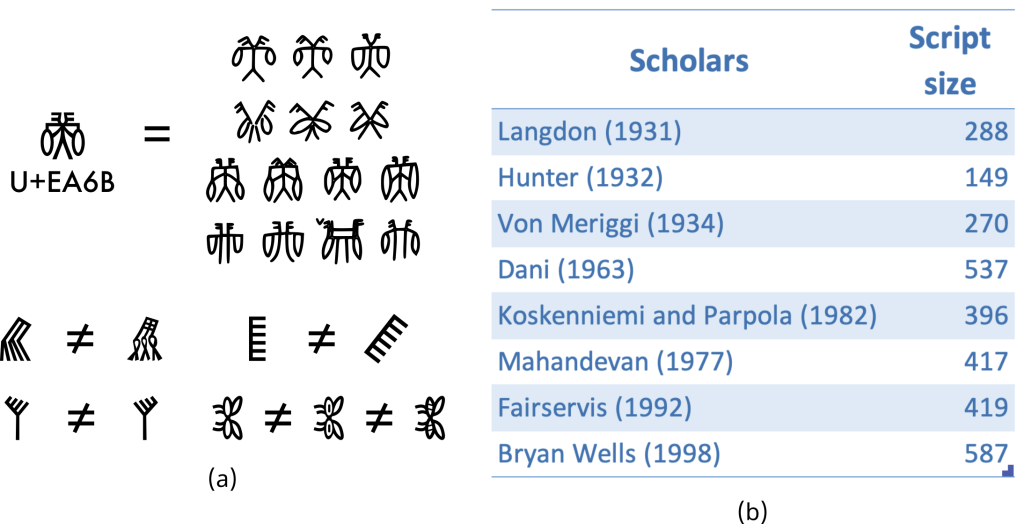 =
U+EA6B
≠ ≠
≠ ≠ ≠
(a)
Scholars Script size
Langdon (1931) 288
Hunter (1932) 149
Von Meriggi (1934) 270
Dani (1963) 537
Koskenniemi and Parpola (1982) 396
Mahandevan (1977) 417
Fairservis (1992) 419
Bryan Wells (1998) 587
(b)